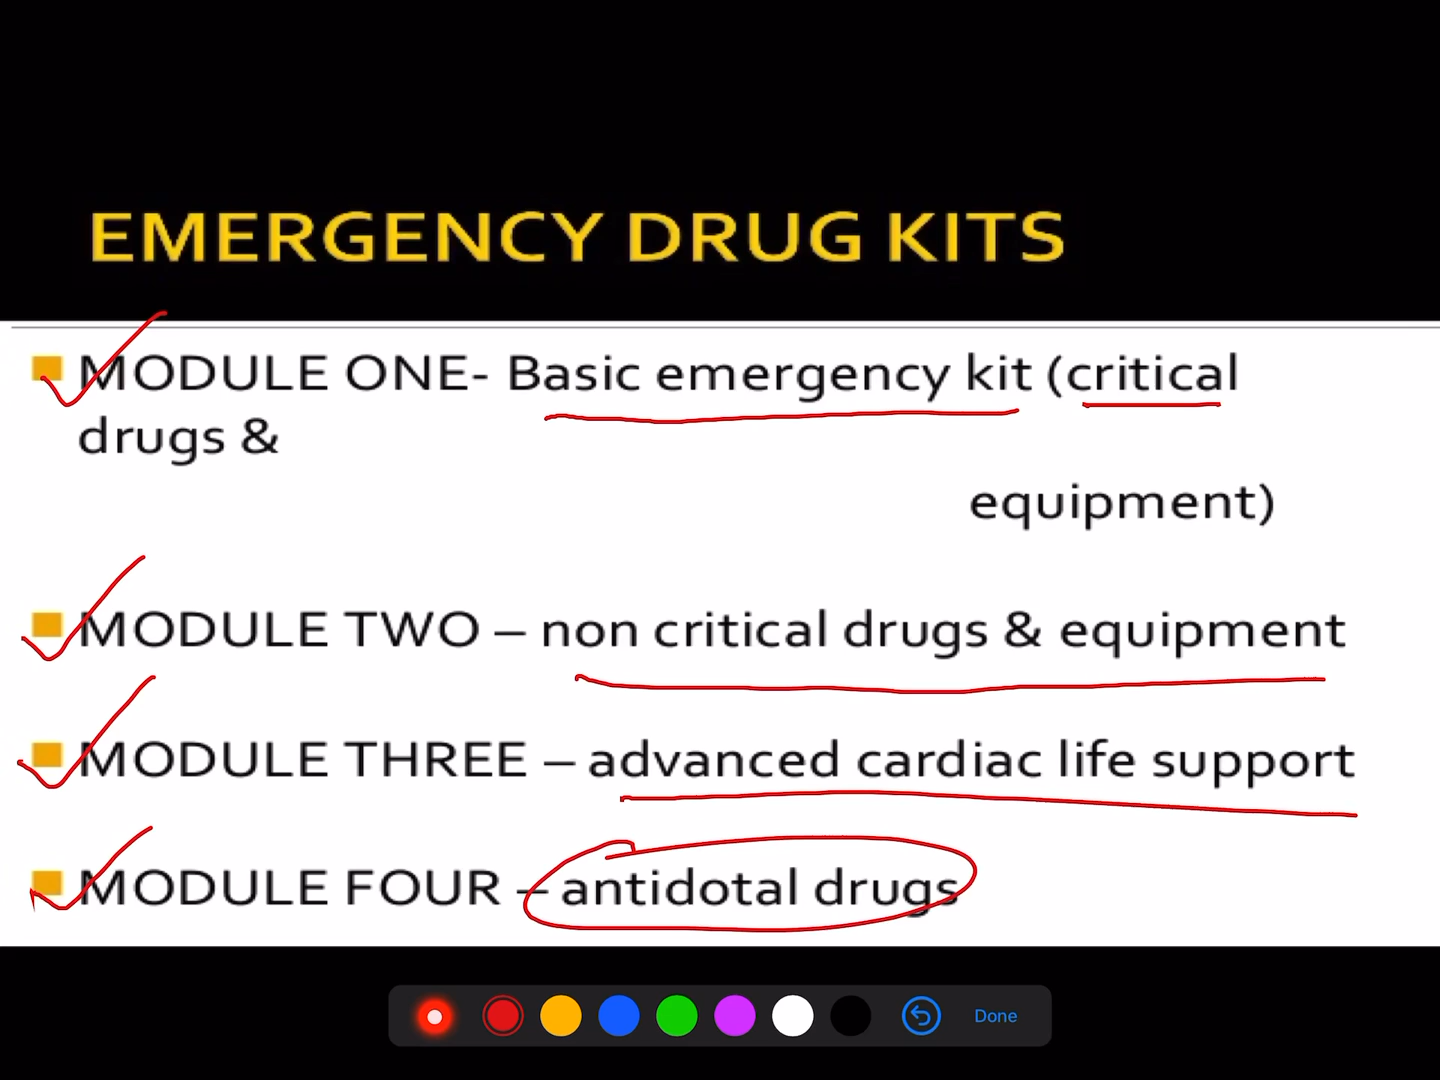 EMERGENCY DRUG KITS
MODULE ONE- Basic emergency kit (critical
drugs &
equipment)
MODULE TWO – non critical drugs & equipment
MODULE THREE – advanced cardiac life support
MODULE FOUR – antidotal drugs
Done